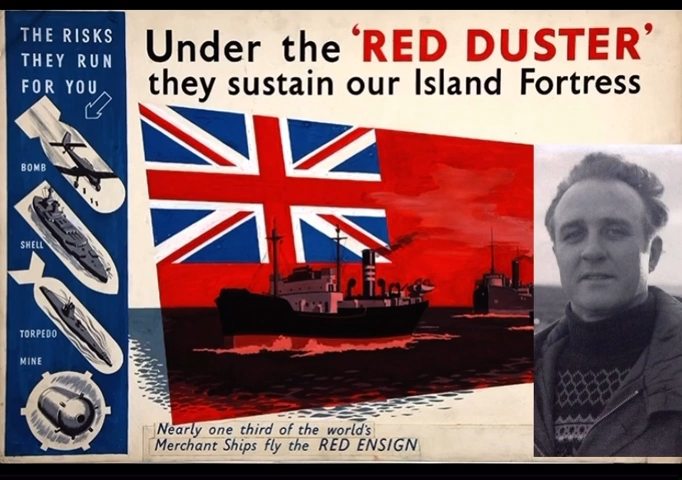 THE RISKS
THEY RUN
FOR YOU
BOMB
SHELL
TORPEDO
MINE
Under the 'RED DUSTER'
they sustain our Island Fortress
Nearly one third of the world's
Merchant Ships fly the RED ENSIGN